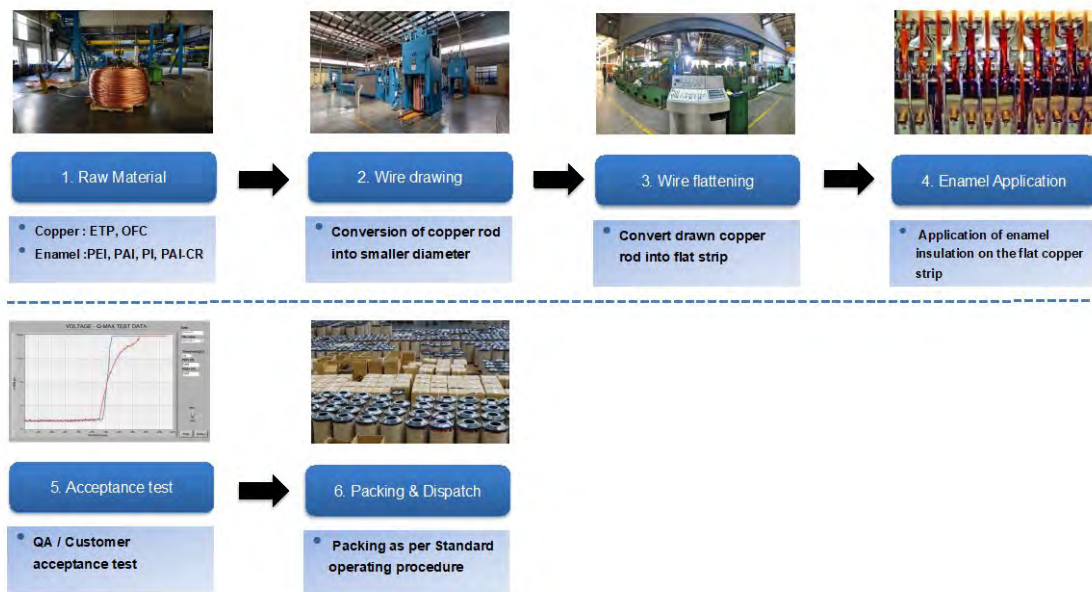 1. Raw Material
2. Wire drawing
3. Wire flattening
4. Enamel Application
• Copper : ETP, OFC
• Enamel :PEI, PAI, PI, PAI-CR
• Conversion of copper rod
into smaller diameter
• Convert drawn copper
rod into flat strip
• Application of enamel
insulation on the flat copper
strip
VOLTAGE - Q-MAX TEST DATA
5. Acceptance test
6. Packing & Dispatch
• QA / Customer
acceptance test
• Packing as per Standard
operating procedure